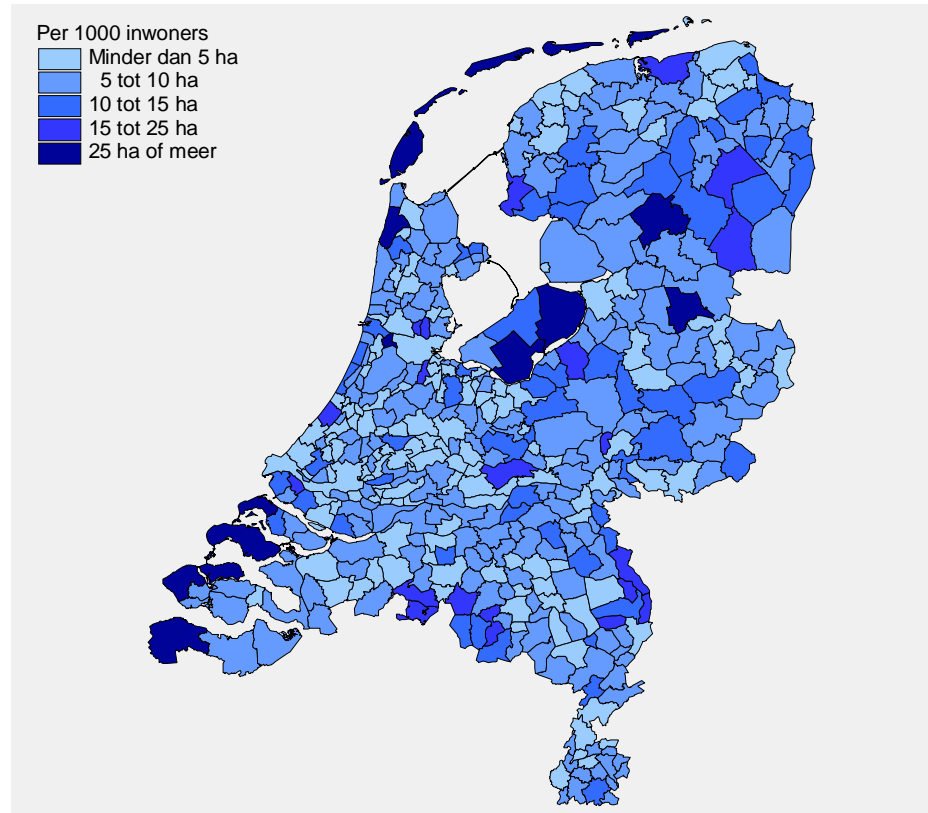 Per 1000 inwoners
Minder dan 5 ha
5 tot 10 ha
10 tot 15 ha
15 tot 25 ha
25 ha of meer